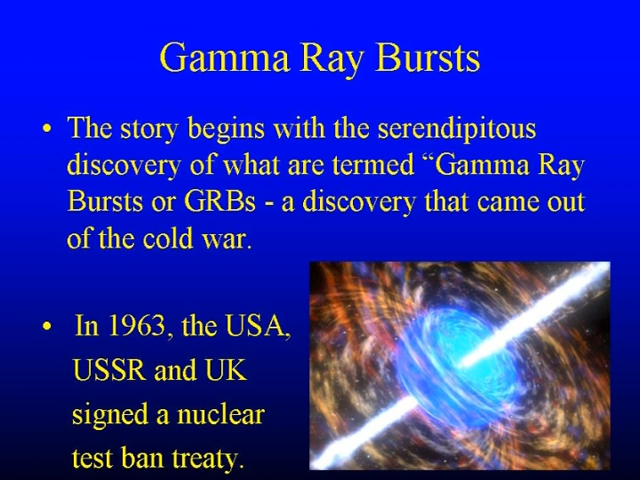 Gamma Ray Bursts
• The story begins with the serendipitous
discovery of what are termed “Gamma Ray
Bursts or GRBs - a discovery that came out
of the cold war.
• In 1963, the USA,
USSR and UK
signed a nuclear
test ban treaty.